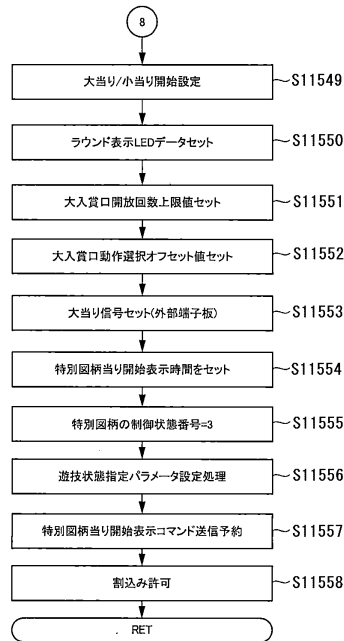 8
大当り/小当り開始設定
S11549
ラウンド表示LEDデータセット
S11550
大入賞口開放回数上限値セット
S11551
大入賞口動作選択オフセット値セット
S11552
大当り信号セット(外部端子板)
S11553
特別図柄当り開始表示時間をセット
S11554
特別図柄の制御状態番号=3
S11555
遊技状態指定パラメータ設定処理
S11556
特別図柄当り開始表示コマンド送信予約
S11557
割込み許可
S11558
RET